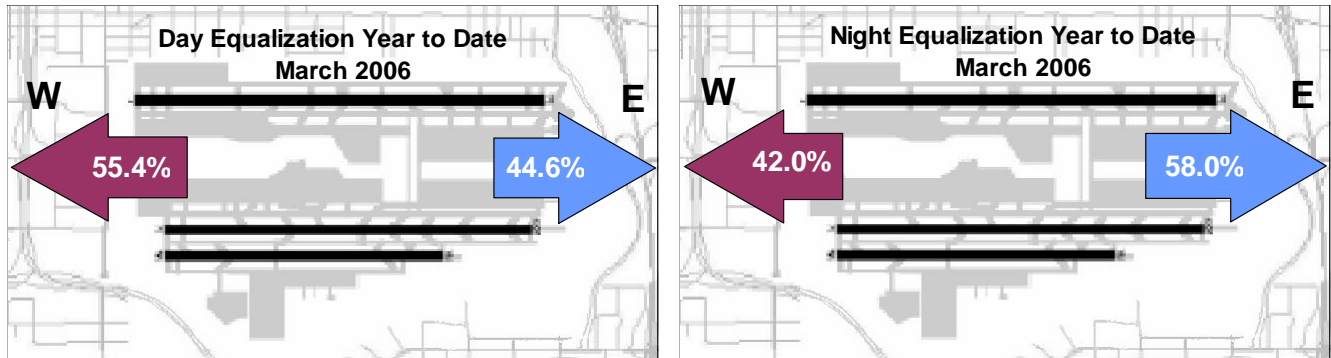 Day Equalization Year to Date
March 2006
W
E
55.4%
44.6%
Night Equalization Year to Date
March 2006
W
E
42.0%
58.0%